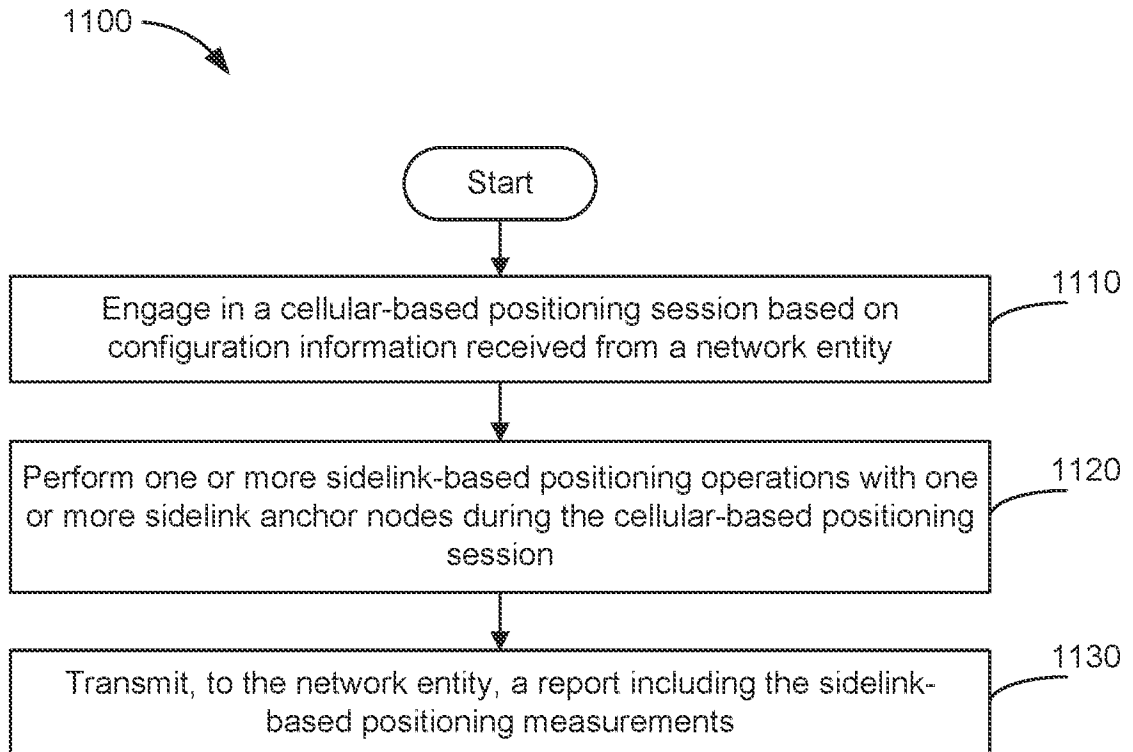 1100
Start
Engage in a cellular-based positioning session based on
configuration information received from a network entity
1110
Perform one or more sidelink-based positioning operations with one
or more sidelink anchor nodes during the cellular-based positioning
session
1120
Transmit, to the network entity, a report including the sidelink-
based positioning measurements
1130